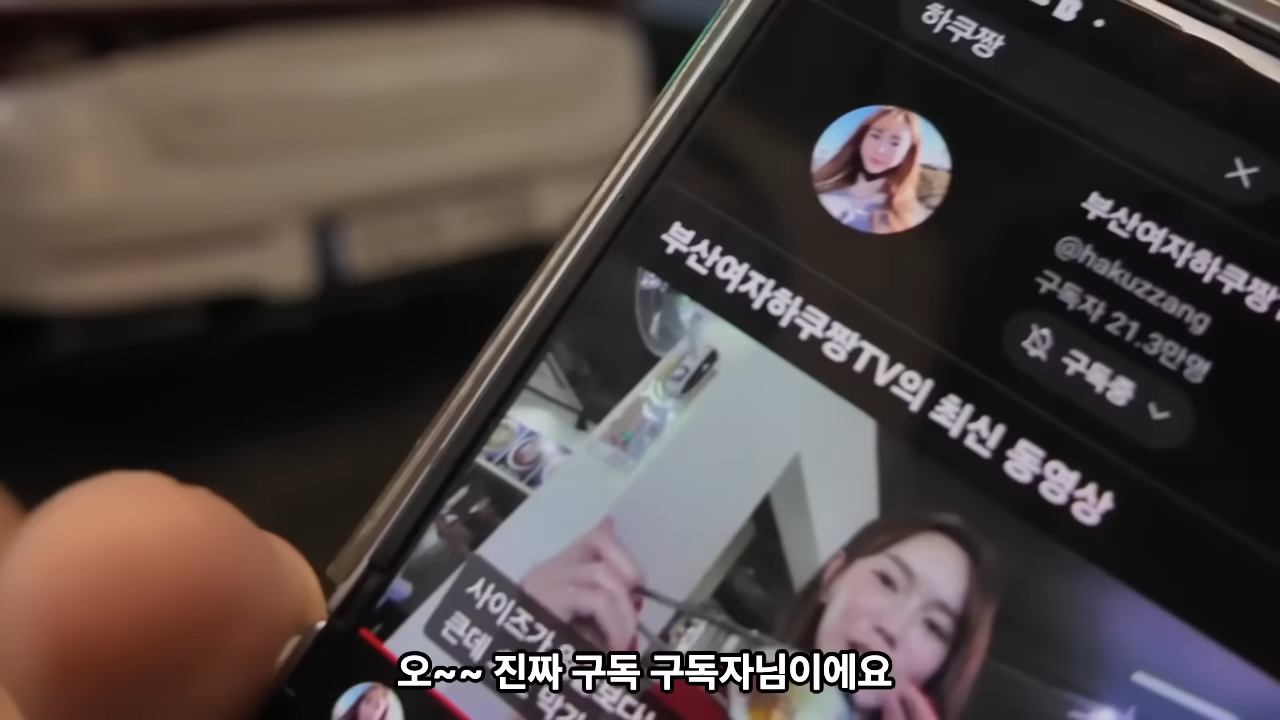 하쿠짱
부산여자하쿠짱
@hakuzzang
구독자 21.3만명
구독중
부산여자하쿠짱TV의 최신 동영상
사이즈가
큰데
오~~ 진짜 구독 구독자님이에요